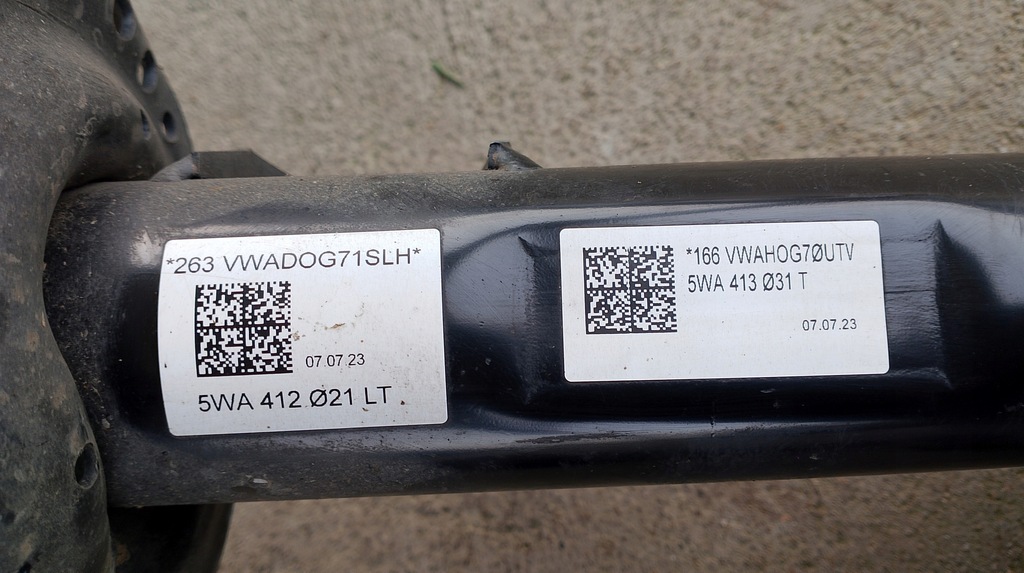 *263 VWADOG71SLH*
07.07.23
5WA 412 Ø21 LT
*166 VWAHOG7ØUTV
5WA 413 Ø31 T
07.07.23